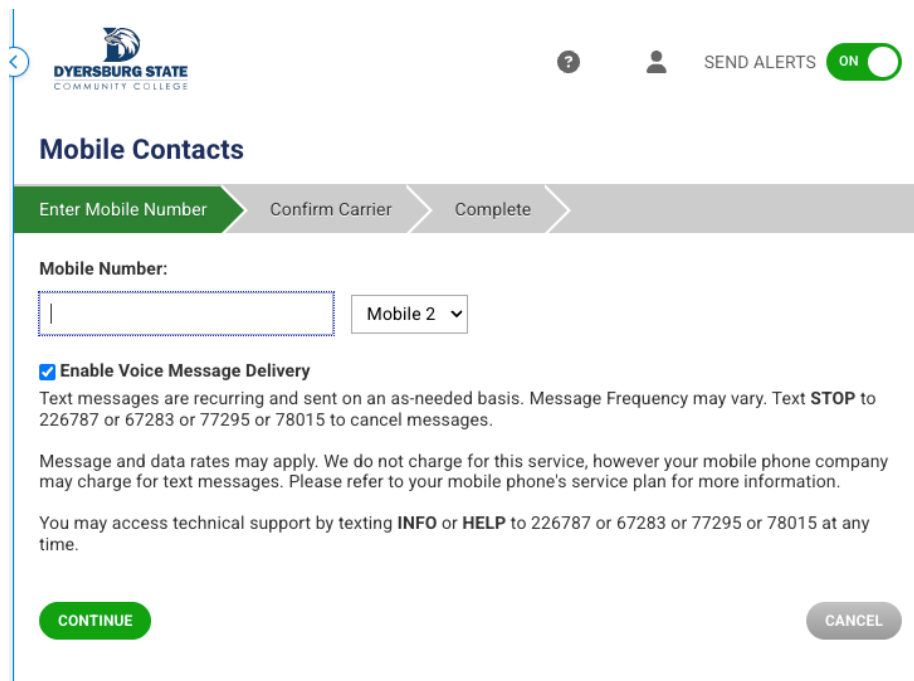 DYERSBURG STATE
COMMUNITY COLLEGE
?
SEND ALERTS ON
Mobile Contacts
Enter Mobile Number Confirm Carrier Complete
Mobile Number:
Mobile 2
Enable Voice Message Delivery
Text messages are recurring and sent on an as-needed basis. Message Frequency may vary. Text STOP to
226787 or 67283 or 77295 or 78015 to cancel messages.
Message and data rates may apply. We do not charge for this service, however your mobile phone company
may charge for text messages. Please refer to your mobile phone's service plan for more information.
You may access technical support by texting INFO or HELP to 226787 or 67283 or 77295 or 78015 at any
time.
CONTINUE CANCEL